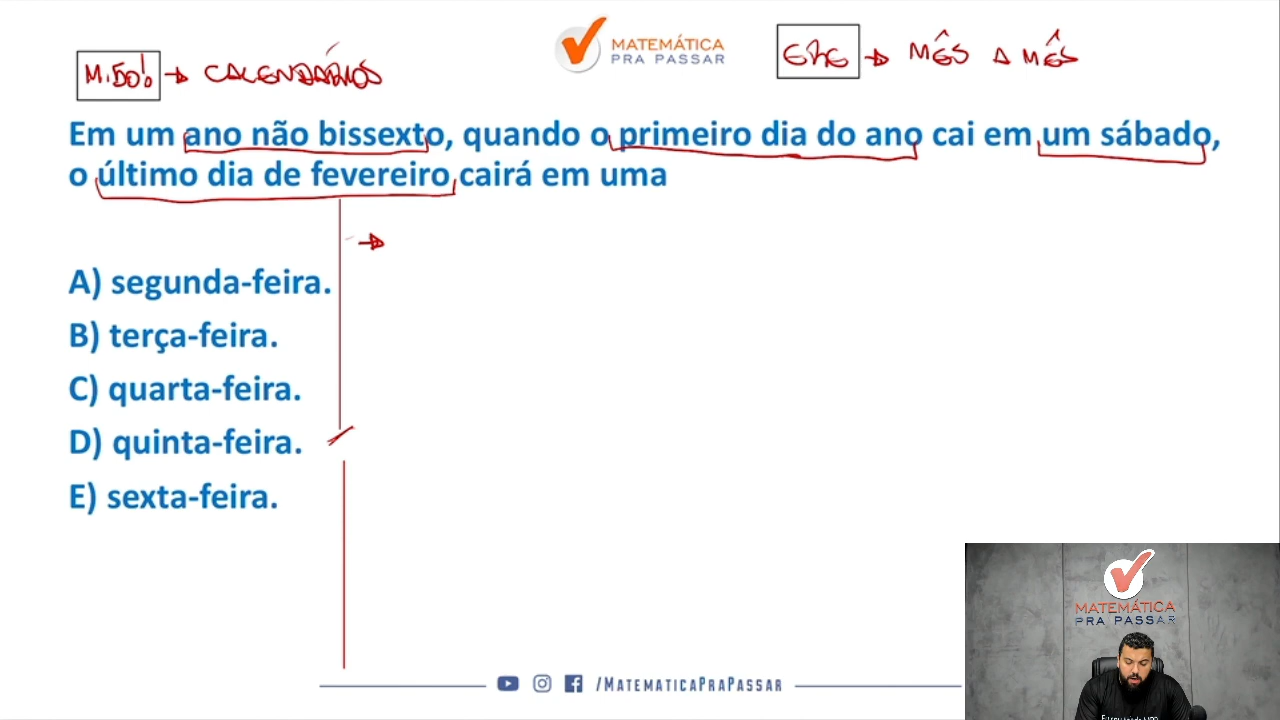 M.50! → CALENDÁRIOS
MATEMÁTICA
PRA PASSAR
→ MÊS A MÊS
Em um ano não bissexto, quando o primeiro dia do ano cai em um sábado,
o último dia de fevereiro cairá em uma
A) segunda-feira.
B) terça-feira.
C) quarta-feira.
D) quinta-feira.
E) sexta-feira.
MATEMÁTICA
PRA PASSAR
/MATEMATICAPRAPASSAR